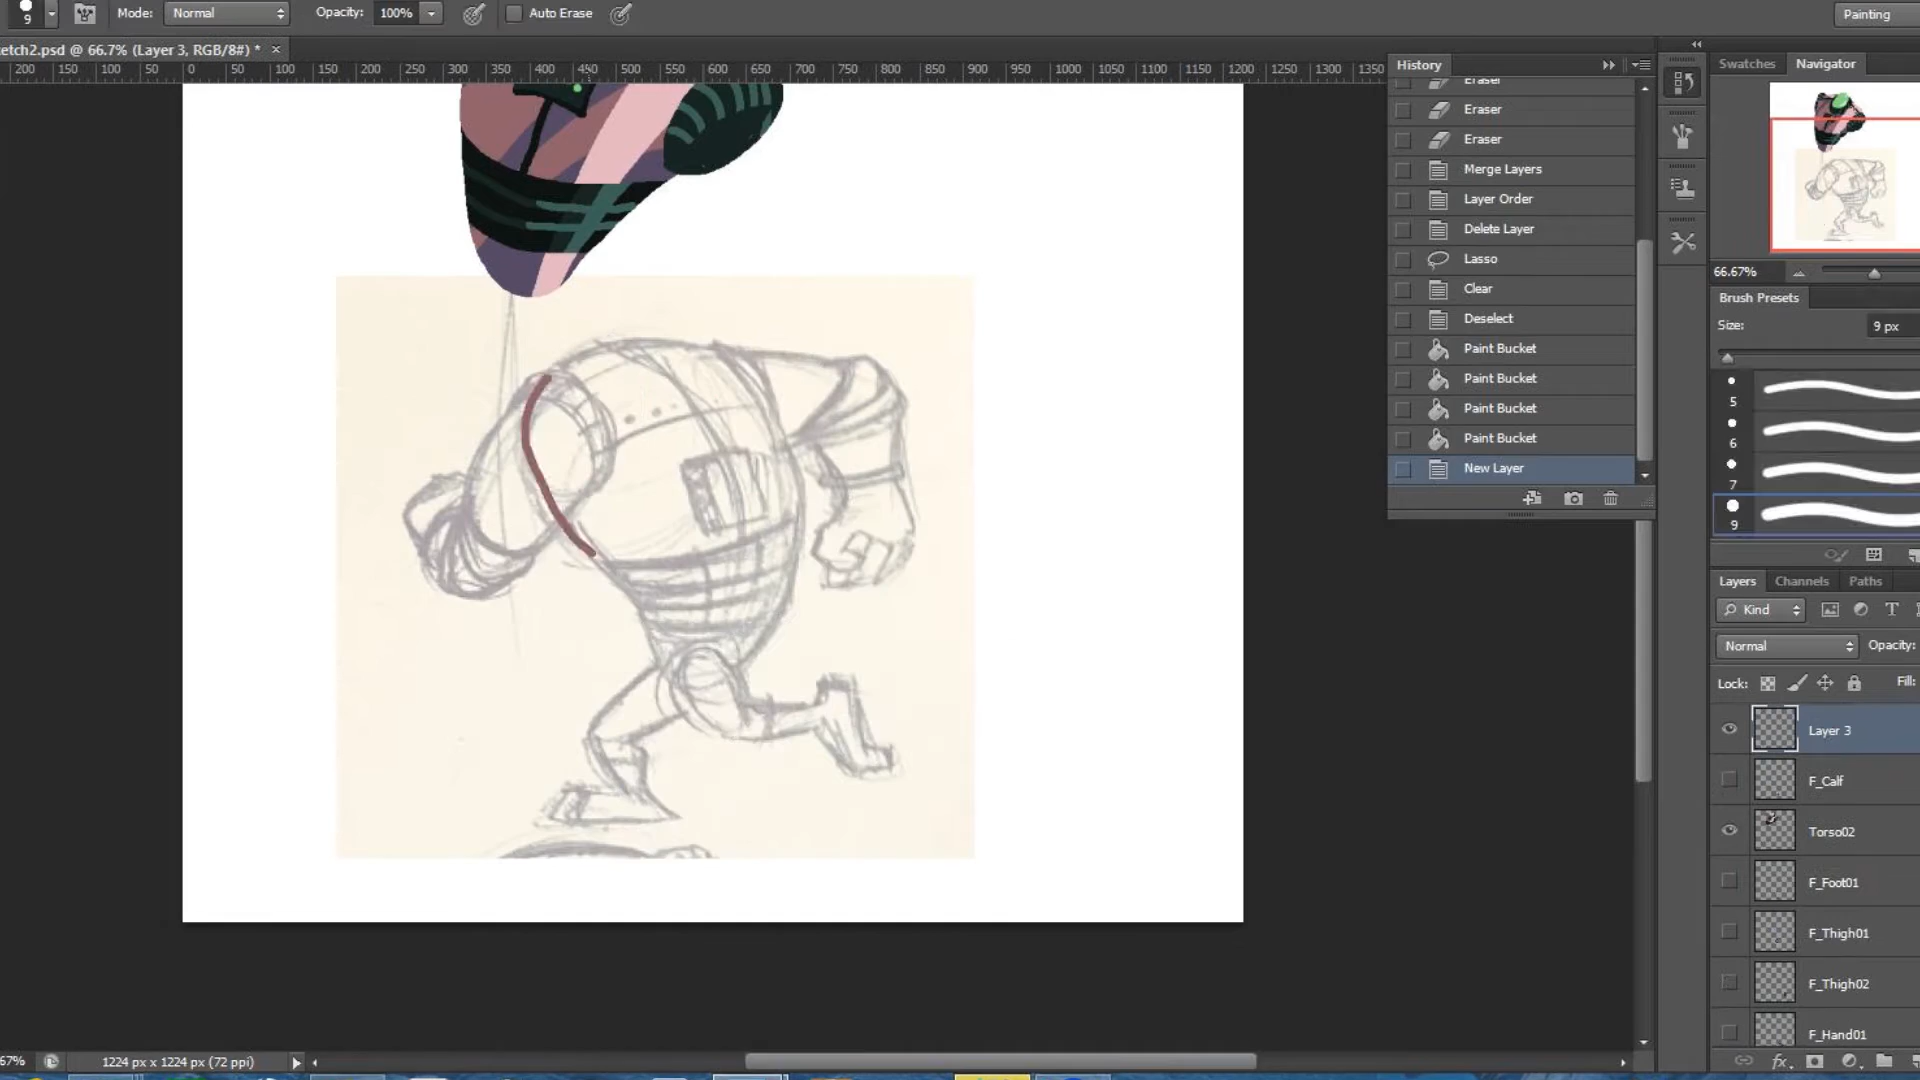 9 Mode: Normal Opacity: 100% Auto Erase Painting
etch2.psd @ 66.7% (Layer 3, RGB/8#) * ×
200 150 100 50 0 50 100 150 200 250 300 350 400 450 500 550 600 650 700 750 800 850 900 950 1000 1050 1100 1150 1200 1250 1300 1350
History
Eraser
Eraser
Eraser
Merge Layers
Layer Order
Delete Layer
Lasso
Clear
Deselect
Paint Bucket
Paint Bucket
Paint Bucket
Paint Bucket
New Layer
Swatches Navigator
66.67%
Brush Presets
Size: 9 px
5
6
7
9
Layers Channels Paths
Kind
Normal Opacity:
Lock: Fill:
Layer 3
F_Calf
Torso02
F_Foot01
F_Thigh01
F_Thigh02
F_Hand01
fx
67% 1224 px x 1224 px (72 ppi)